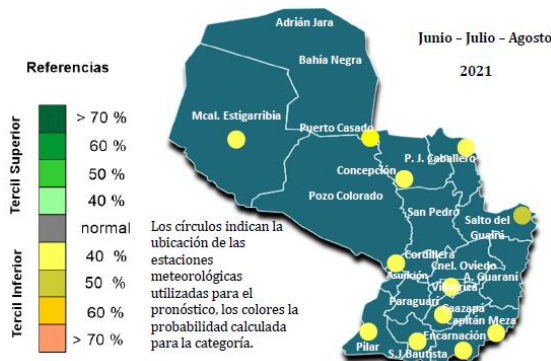 Junio – Julio – Agosto
2021
Referencias
Tercil Superior
Tercil Inferior
> 70 %
60 %
50 %
40 %
normal
40 %
50 %
60 %
> 70 %
Los círculos indican la
ubicación de las
estaciones
meteorológicas
utilizadas para el
pronóstico, los colores la
probabilidad calculada
para la categoría.
Adrián Jara
Bahía Negra
Mcal. Estigarribia
Puerto Casado
P. J. Caballero
Concepción
Pozo Colorado
San Pedro
Salto del
Guairá
Cordillera
Asunción
Cnel. Oviedo
A. Guaraní
Villarrica
Paraguarí
Caazapá
Capitán Meza
Encarnación
Pilar
S.J.Bautista